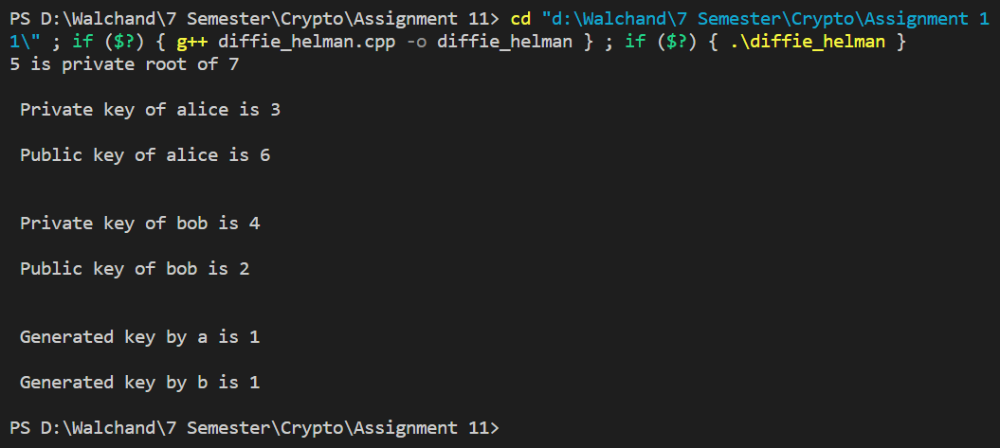 PS D:\Walchand\7 Semester\Crypto\Assignment 11> cd "d:\Walchand\7 Semester\Crypto\Assignment 1
1\" ; if ($?) { g++ diffie_helman.cpp -o diffie_helman } ; if ($?) { .\diffie_helman }
5 is private root of 7
Private key of alice is 3
Public key of alice is 6
Private key of bob is 4
Public key of bob is 2
Generated key by a is 1
Generated key by b is 1
PS D:\Walchand\7 Semester\Crypto\Assignment 11>